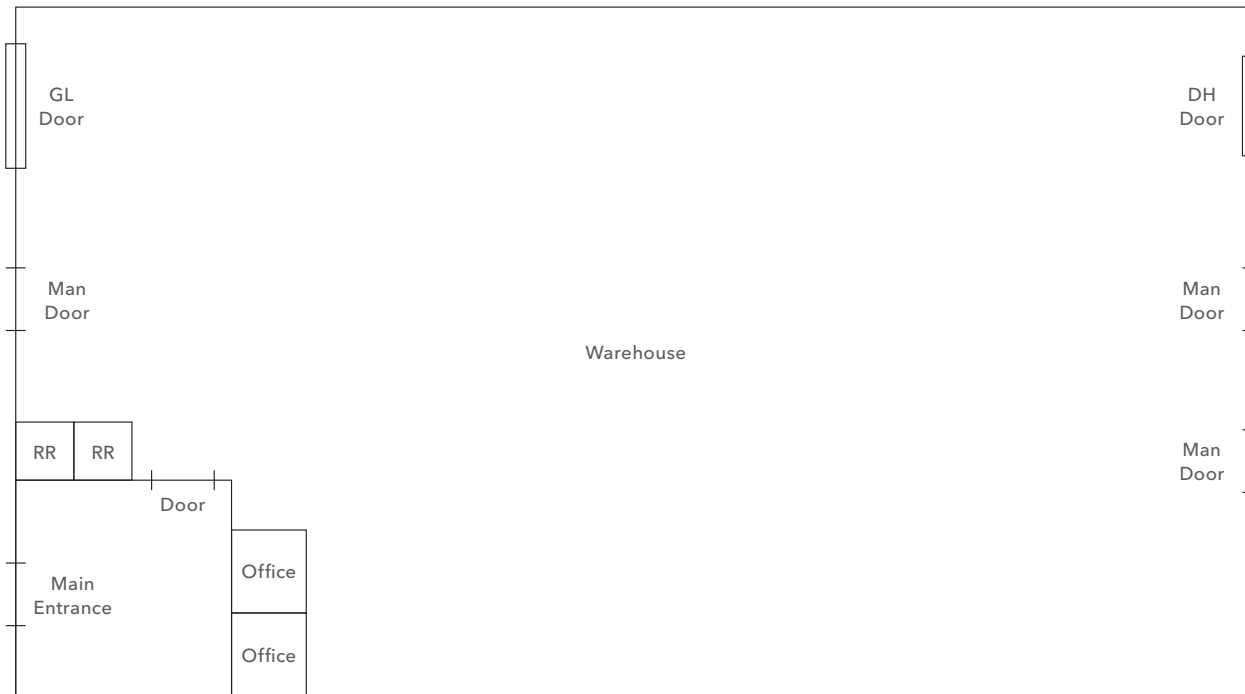 GL
Door
DH
Door
Man
Door
Man
Door
Warehouse
RR
RR
Man
Door
Door
Office
Main
Entrance
Office